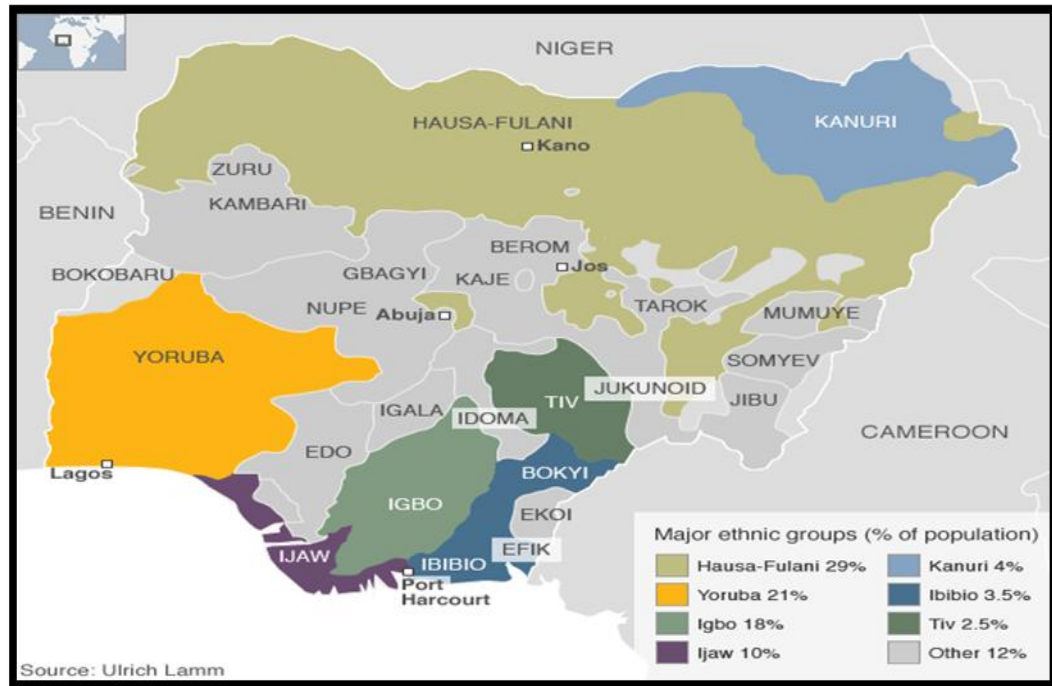 NIGER
HAUSA-FULANI
KANURI
Kano
ZURU
KAMBARI
BENIN
BEROM
BOKOBARU
GBAGYI
KAJE
Jos
NUPE
Abuja
TAROK
MUMUYE
YORUBA
SOMYEV
JUKUNOID
JIBU
TIV
IGALA
IDOMA
CAMEROON
EDO
Lagos
BOKYI
IGBO
EKOI
IJAW
IBIBIO
EFIK
Port
Harcourt
Major ethnic groups (% of population)
Hausa-Fulani 29%
Yoruba 21%
Igbo 18%
Ijaw 10%
Kanuri 4%
Ibibio 3.5%
Tiv 2.5%
Other 12%
Source: Ulrich Lamm